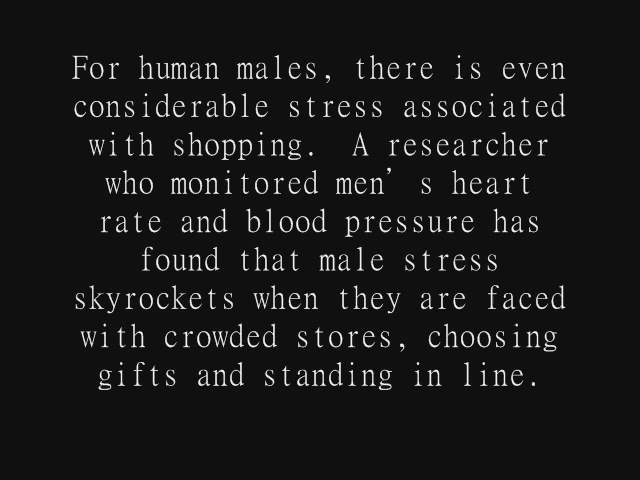 For human males, there is even
considerable stress associated
with shopping.  A researcher
who monitored men’s heart
rate and blood pressure has
found that male stress
skyrockets when they are faced
with crowded stores, choosing
gifts and standing in line.